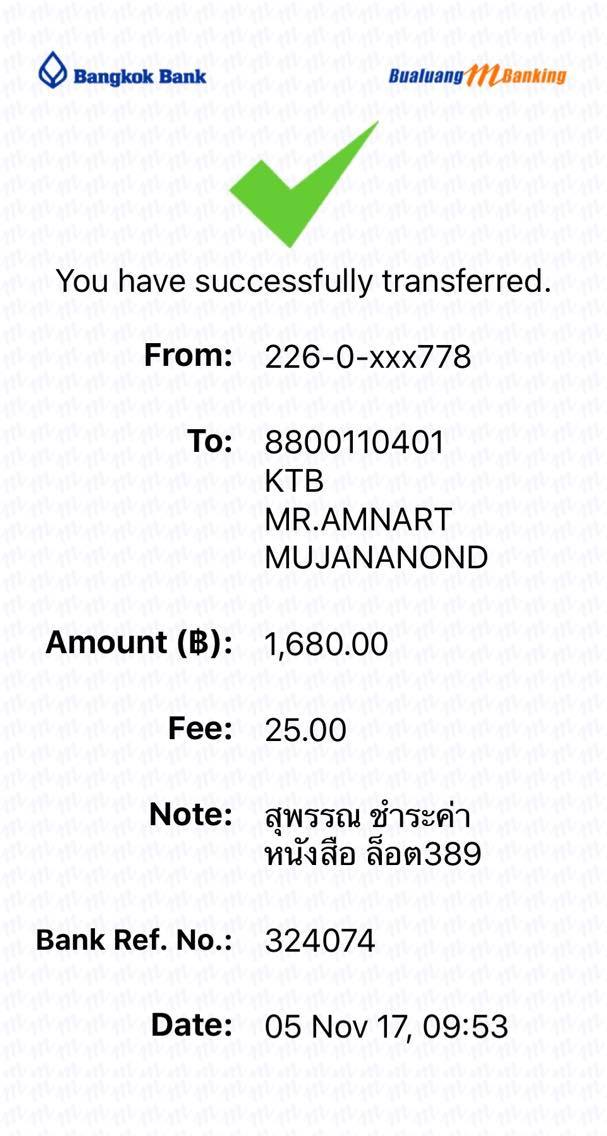 Bangkok Bank Bualuang mBanking
You have successfully transferred.
From: 226-0-xxx778
To: 8800110401
KTB
MR.AMNART
MUJANANOND
Amount (฿): 1,680.00
Fee: 25.00
Note: สุพรรณ ชำระค่า
หนังสือ ล็อต389
Bank Ref. No.: 324074
Date: 05 Nov 17, 09:53